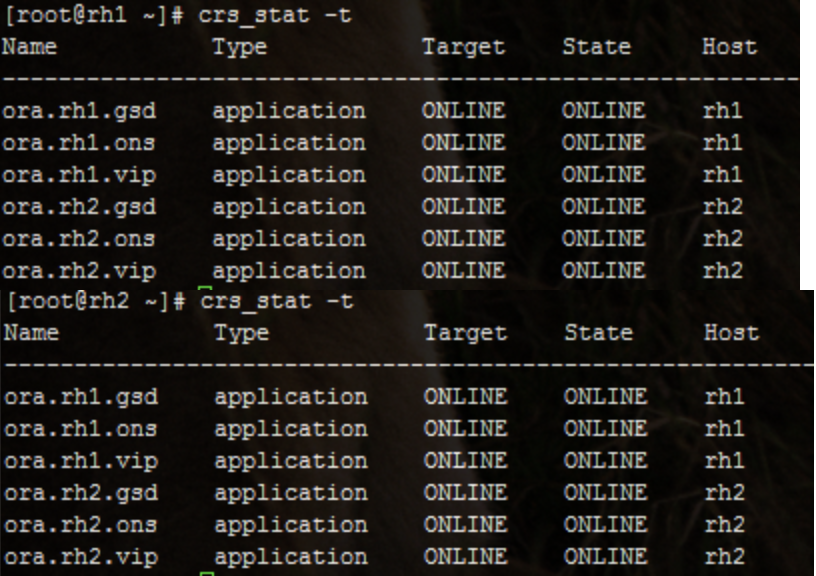 [root@rh1 ~]# crs_stat -t
Name Type Target State Host
------------------------------------------------------------
ora.rh1.gsd application ONLINE ONLINE rh1
ora.rh1.ons application ONLINE ONLINE rh1
ora.rh1.vip application ONLINE ONLINE rh1
ora.rh2.gsd application ONLINE ONLINE rh2
ora.rh2.ons application ONLINE ONLINE rh2
ora.rh2.vip application ONLINE ONLINE rh2
[root@rh2 ~]# crs_stat -t
Name Type Target State Host
------------------------------------------------------------
ora.rh1.gsd application ONLINE ONLINE rh1
ora.rh1.ons application ONLINE ONLINE rh1
ora.rh1.vip application ONLINE ONLINE rh1
ora.rh2.gsd application ONLINE ONLINE rh2
ora.rh2.ons application ONLINE ONLINE rh2
ora.rh2.vip application ONLINE ONLINE rh2